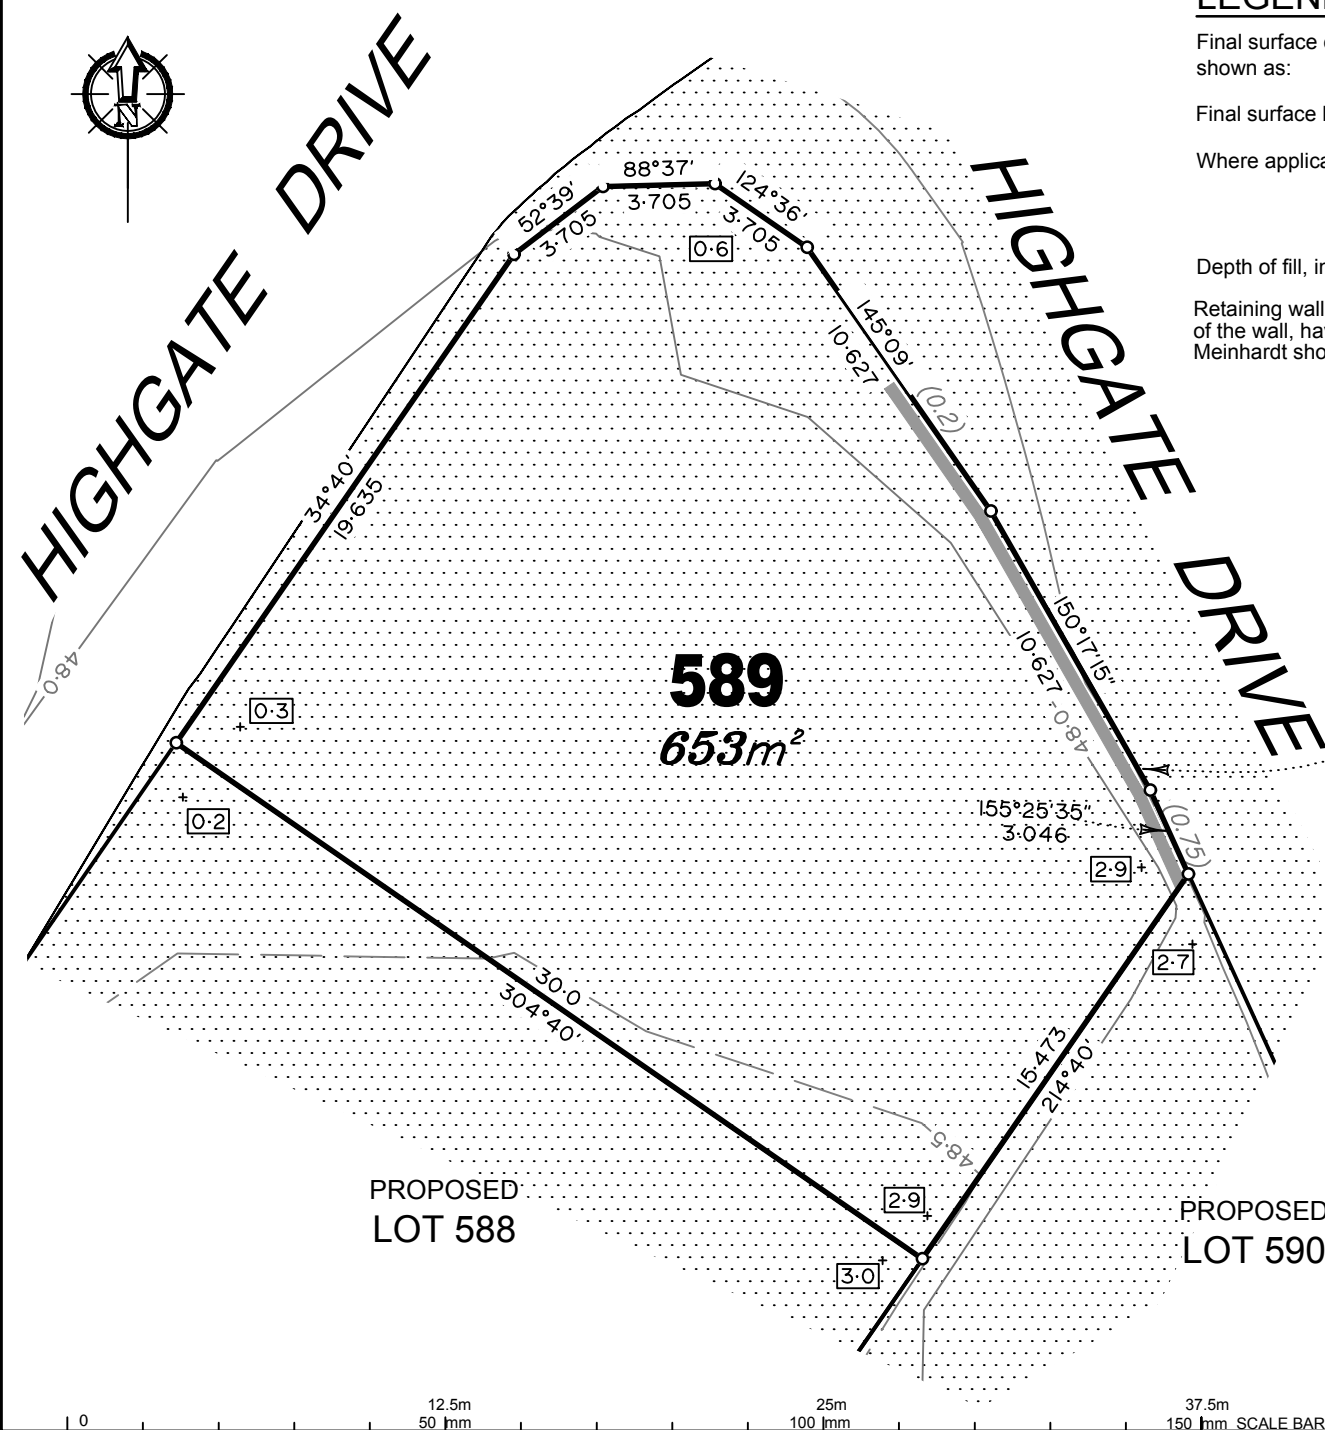 LEGEN
Final surface
shown as:
Final surface
Where applica
Depth of fill, in
Retaining wall
of the wall, ha
Meinhardt sho
N
HIGHGATE DRIVE
HIGHGATE DRIVE
52°39'
3·705
88°37'
3·705
124°36'
3·705
0·6
145°09'
10·627
(0.2)
34°40'
19·635
150°17'15"
10·627
48·0
48·0
589
653m²
0·3
0·2
155°25'35"
3·046
(0.75)
2·9
2·7
30·0
304°40'
15·473
214°40'
48·5
2·9
3·0
PROPOSED
LOT 588
PROPOSED
LOT 590
0 12.5m 25m 37.5m
50 mm 100 mm 150 mm SCALE BAR